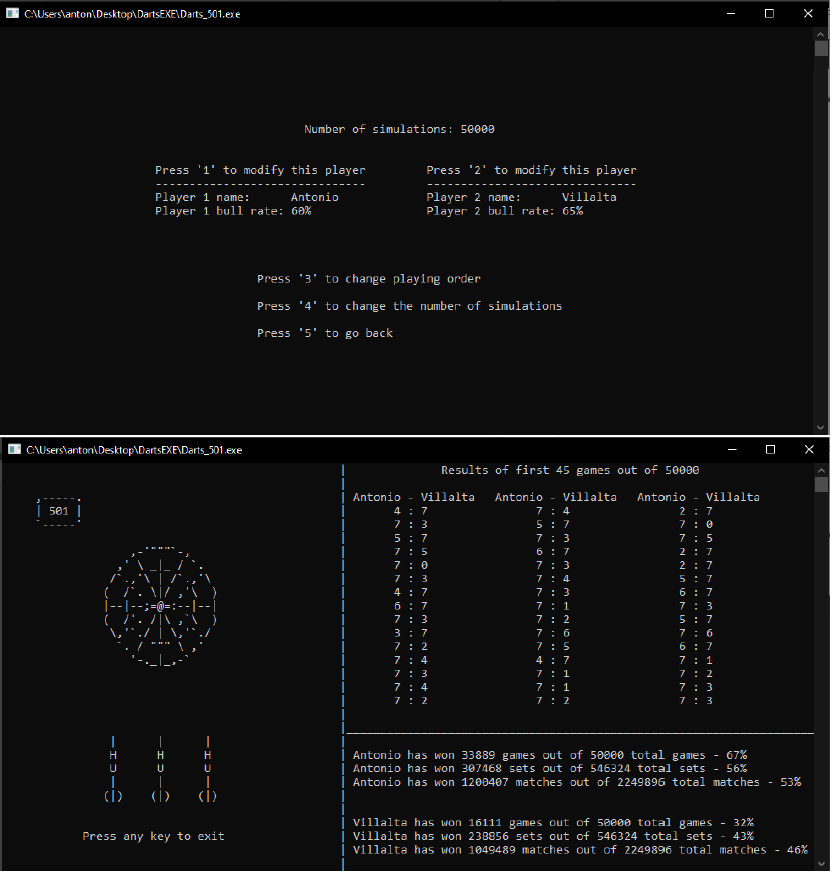 C:\Users\anton\Desktop\DartsEXE\Darts_501.exe
Number of simulations: 50000
Press '1' to modify this player Press '2' to modify this player
------------------------------- -------------------------------
Player 1 name: Antonio Player 2 name: Villalta
Player 1 bull rate: 60% Player 2 bull rate: 65%
Press '3' to change playing order
Press '4' to change the number of simulations
Press '5' to go back
C:\Users\anton\Desktop\DartsEXE\Darts_501.exe
501
Press any key to exit
Results of first 45 games out of 50000
Antonio - Villalta Antonio - Villalta Antonio - Villalta
4 : 7 7 : 4 2 : 7
7 : 3 5 : 7 7 : 0
5 : 7 7 : 3 7 : 5
7 : 5 6 : 7 2 : 7
7 : 0 7 : 3 2 : 7
7 : 3 7 : 4 5 : 7
4 : 7 7 : 3 6 : 7
6 : 7 7 : 1 7 : 3
7 : 3 7 : 2 5 : 7
3 : 7 7 : 6 7 : 6
7 : 2 7 : 5 6 : 7
7 : 4 4 : 7 7 : 1
7 : 3 7 : 1 7 : 2
7 : 4 7 : 1 7 : 3
7 : 2 7 : 2 7 : 3
Antonio has won 33889 games out of 50000 total games - 67%
Antonio has won 307468 sets out of 546324 total sets - 56%
Antonio has won 1200407 matches out of 2249896 total matches - 53%
Villalta has won 16111 games out of 50000 total games - 32%
Villalta has won 238856 sets out of 546324 total sets - 43%
Villalta has won 1049489 matches out of 2249896 total matches - 46%